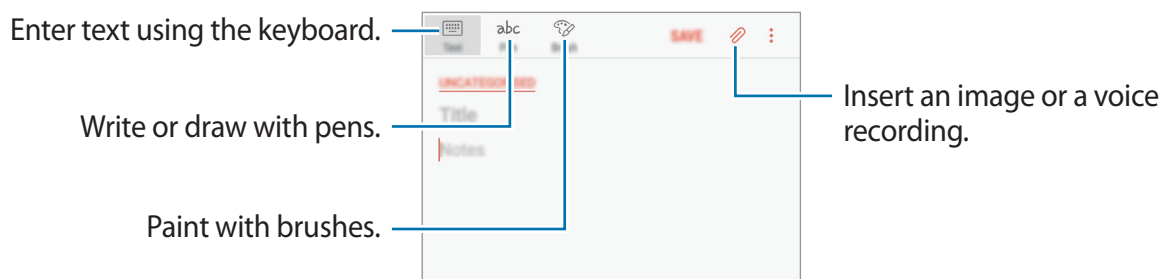 Enter text using the keyboard.
abc
SAVE
UNCATEGORISED
Title
Write or draw with pens.
Notes
Insert an image or a voice
recording.
Paint with brushes.